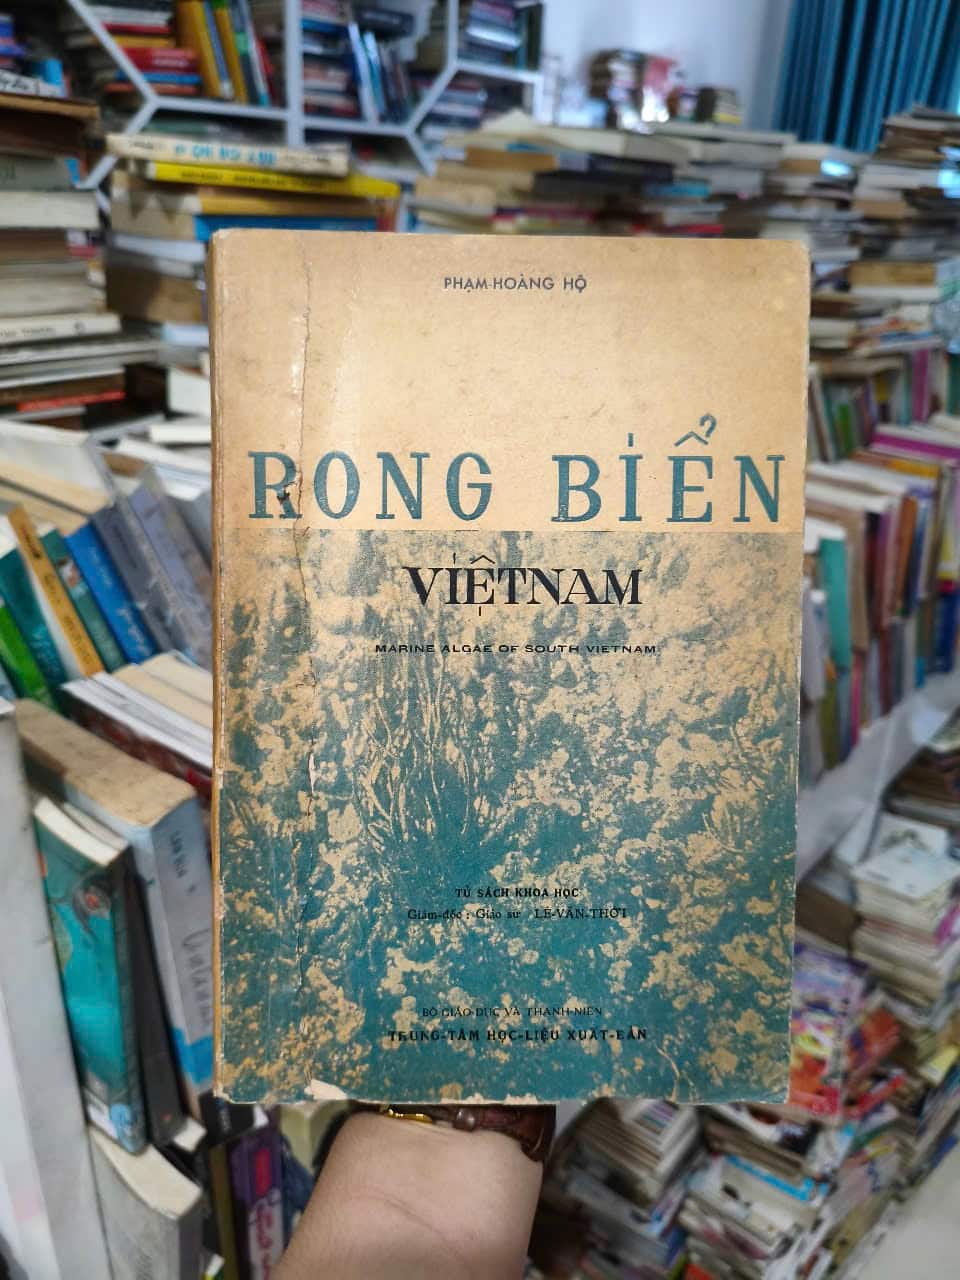 PHẠM-HOÀNG HỘ
RONG BIỂN
VIỆTNAM
MARINE ALGAE OF SOUTH VIETNAM
TỦ SÁCH KHOA HỌC
Giám-đốc : Giáo sư LÊ-VĂN-THỚI
BỘ GIÁO-DỤC VÀ THANH-NIÊN
TRUNG-TÂM HỌC-LIỆU XUẤT-BẢN